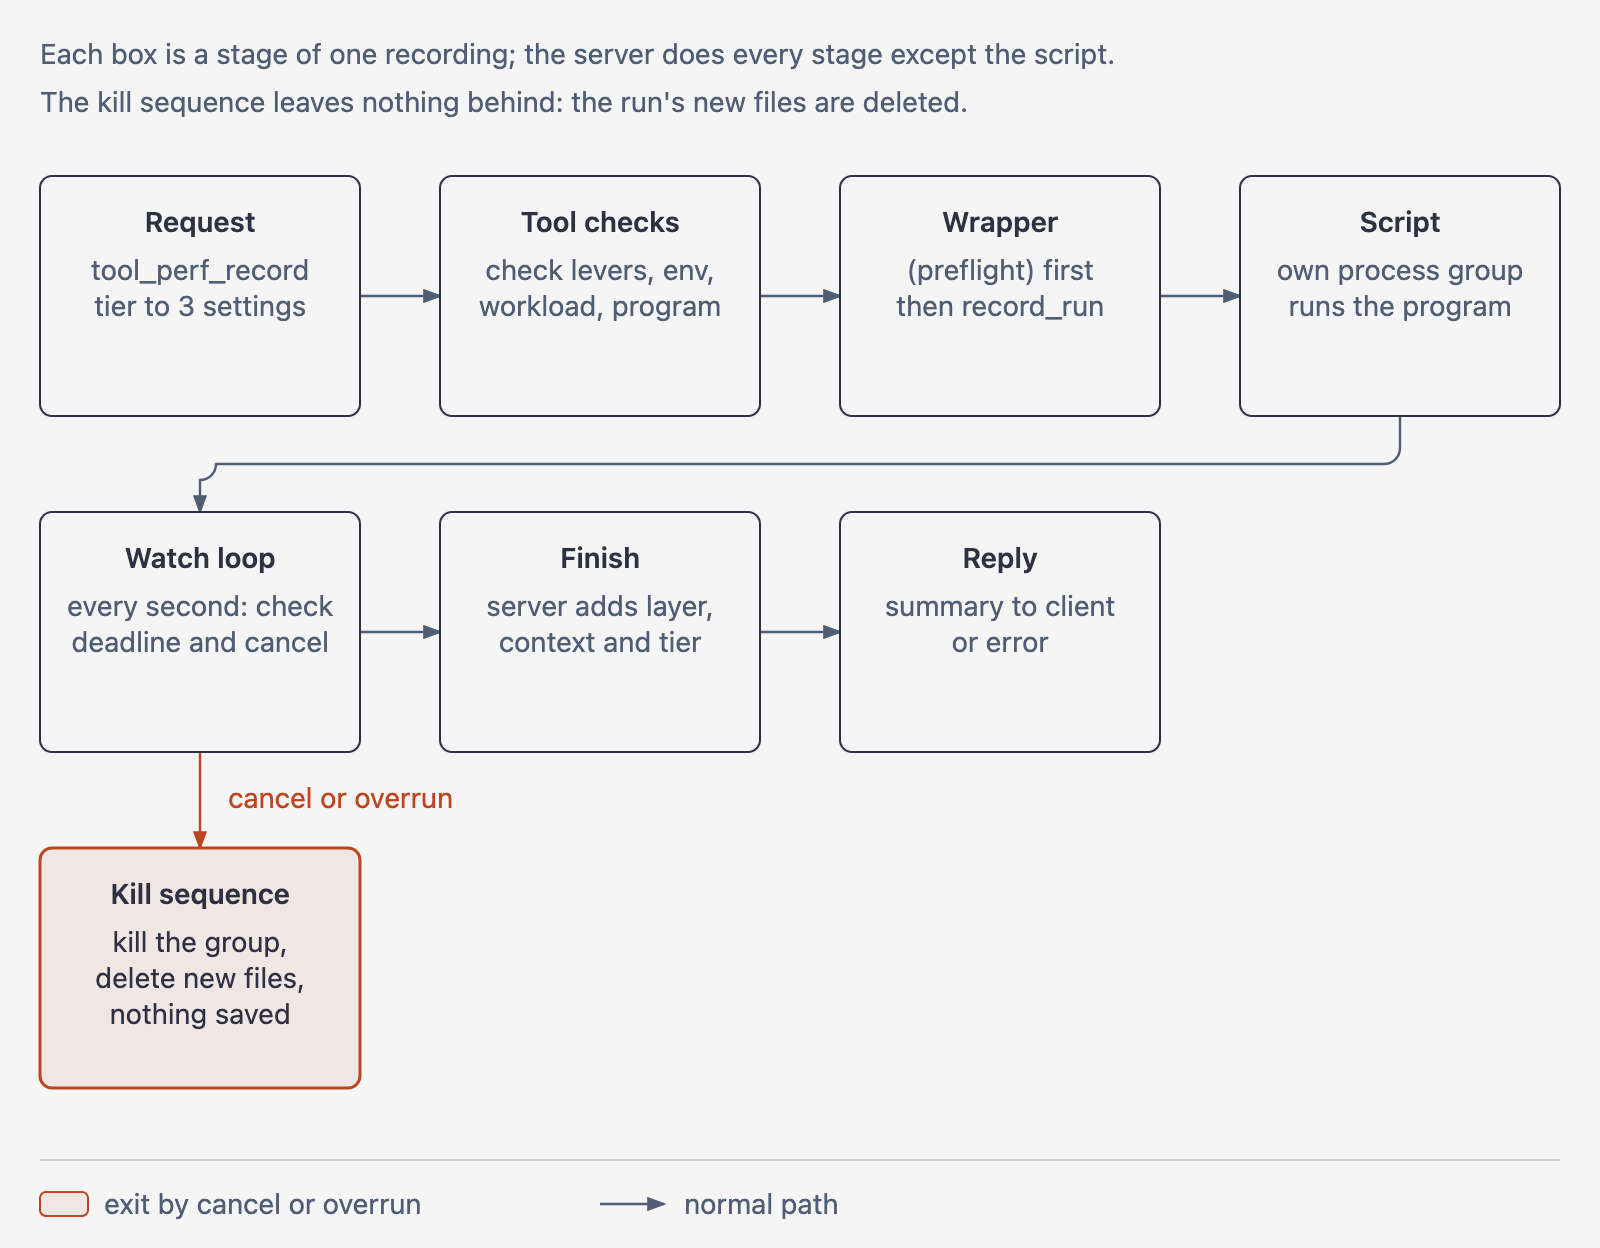 Each box is a stage of one recording; the server does every stage except the script.
The kill sequence leaves nothing behind: the run's new files are deleted.
Request
tool_perf_record
tier to 3 settings
Tool checks
check levers, env,
workload, program
Wrapper
(preflight) first
then record_run
Script
own process group
runs the program
Watch loop
every second: check
deadline and cancel
Finish
server adds layer,
context and tier
Reply
summary to client
or error
cancel or overrun
Kill sequence
kill the group,
delete new files,
nothing saved
exit by cancel or overrun
normal path